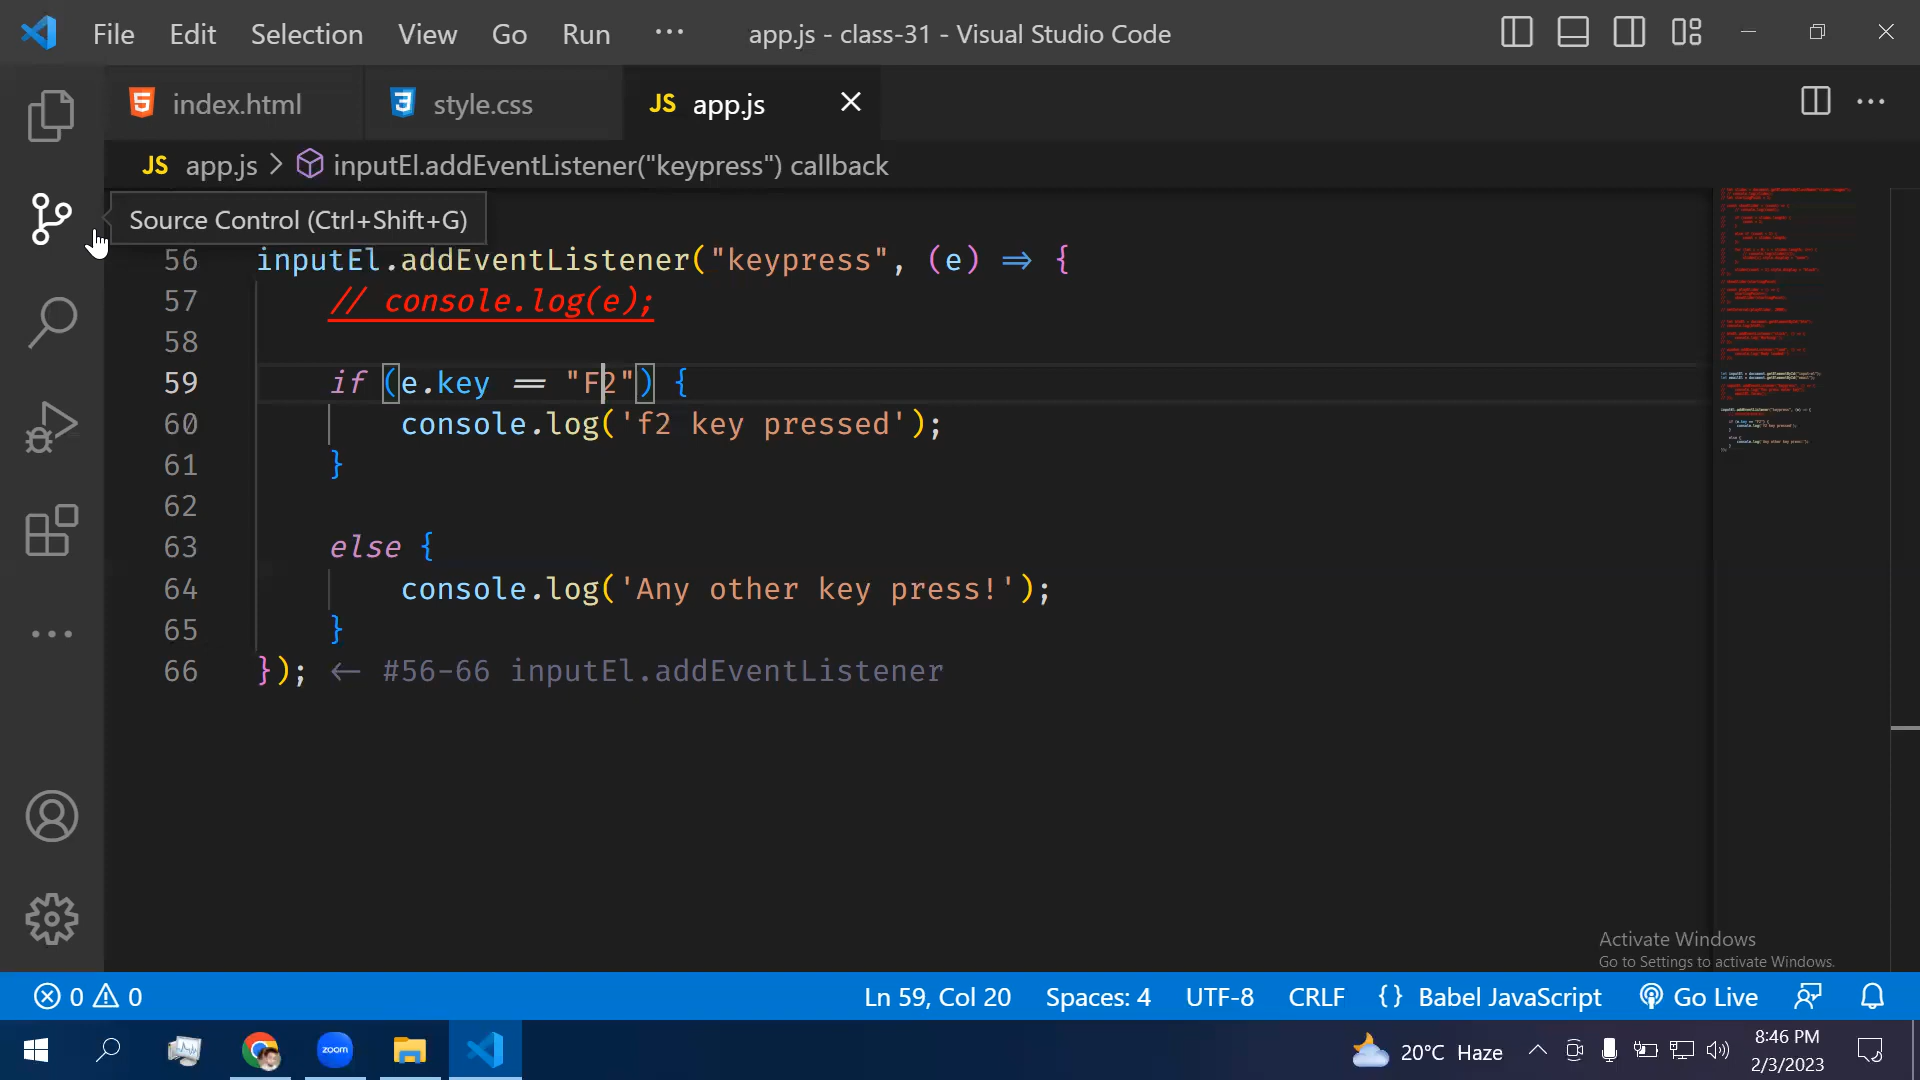 File Edit Selection View Go Run ··· app.js - class-31 - Visual Studio Code
index.html style.css JS app.js
JS app.js > inputEl.addEventListener("keypress") callback
Source Control (Ctrl+Shift+G)
56 inputEl.addEventListener("keypress", (e) => {
57 // console.log(e);
58
59 if (e.key == "F2") {
60 console.log('f2 key pressed');
61 }
62
63 else {
64 console.log('Any other key press!');
65 }
66 }); ← #56-66 inputEl.addEventListener
Activate Windows
Go to Settings to activate Windows.
0 0 Ln 59, Col 20 Spaces: 4 UTF-8 CRLF {} Babel JavaScript Go Live
zoom 20°C Haze 8:46 PM
2/3/2023